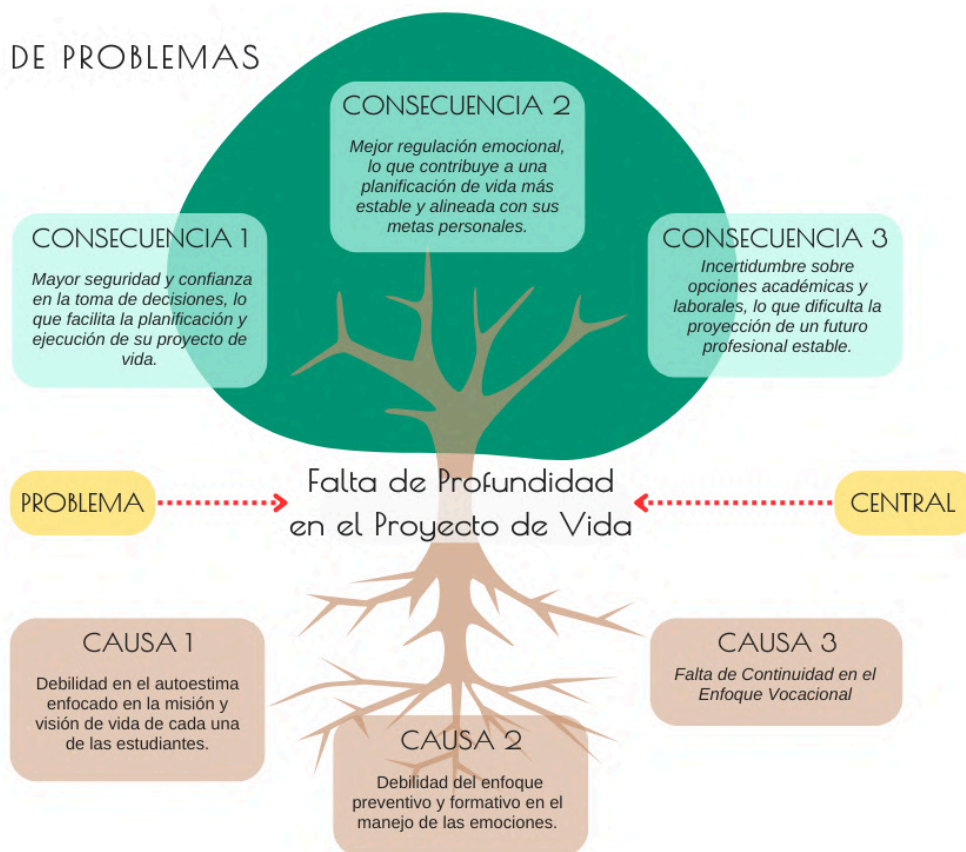 DE PROBLEMAS
CONSECUENCIA 2
Mejor regulación emocional,
lo que contribuye a una
planificación de vida más
estable y alineada con sus
metas personales.
CONSECUENCIA 1
Mayor seguridad y confianza
en la toma de decisiones, lo
que facilita la planificación y
ejecución de su proyecto de
vida.
CONSECUENCIA 3
Incertidumbre sobre
opciones académicas y
laborales, lo que dificulta la
proyección de un futuro
profesional estable.
PROBLEMA
Falta de Profundidad
en el Proyecto de Vida
CENTRAL
CAUSA 1
Debilidad en el autoestima
enfocado en la misión y
visión de vida de cada una
de las estudiantes.
CAUSA 2
Debilidad del enfoque
preventivo y formativo en el
manejo de las emociones.
CAUSA 3
Falta de Continuidad en el
Enfoque Vocacional